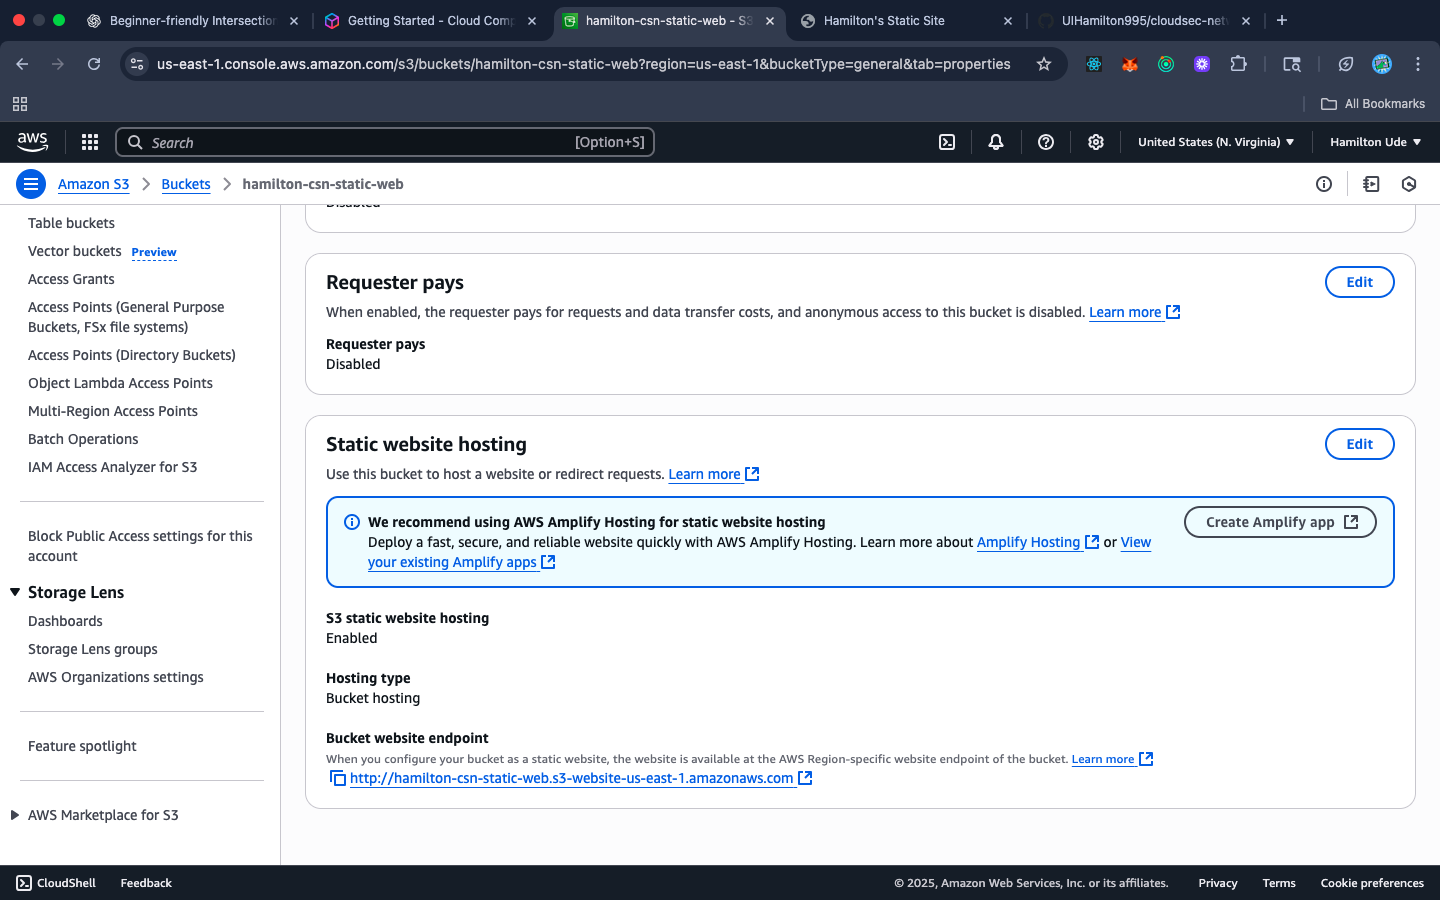 Beginner-friendly Intersection
Getting Started - Cloud Comp
hamilton-csn-static-web - S3
Hamilton's Static Site
UIHamilton995/cloudsec-netw
us-east-1.console.aws.amazon.com/s3/buckets/hamilton-csn-static-web?region=us-east-1&bucketType=general&tab=properties
All Bookmarks
aws
Search
[Option+S]
United States (N. Virginia)
Hamilton Ude
Amazon S3
Buckets
hamilton-csn-static-web
Table buckets
Vector buckets Preview
Access Grants
Access Points (General Purpose
Buckets, FSx file systems)
Access Points (Directory Buckets)
Object Lambda Access Points
Multi-Region Access Points
Batch Operations
IAM Access Analyzer for S3
Block Public Access settings for this
account
Storage Lens
Dashboards
Storage Lens groups
AWS Organizations settings
Feature spotlight
AWS Marketplace for S3
Disabled
Requester pays
Edit
When enabled, the requester pays for requests and data transfer costs, and anonymous access to this bucket is disabled. Learn more
Requester pays
Disabled
Static website hosting
Edit
Use this bucket to host a website or redirect requests. Learn more
We recommend using AWS Amplify Hosting for static website hosting
Deploy a fast, secure, and reliable website quickly with AWS Amplify Hosting. Learn more about Amplify Hosting or View
your existing Amplify apps
Create Amplify app
S3 static website hosting
Enabled
Hosting type
Bucket hosting
Bucket website endpoint
When you configure your bucket as a static website, the website is available at the AWS Region-specific website endpoint of the bucket. Learn more
http://hamilton-csn-static-web.s3-website-us-east-1.amazonaws.com
CloudShell
Feedback
© 2025, Amazon Web Services, Inc. or its affiliates.
Privacy
Terms
Cookie preferences